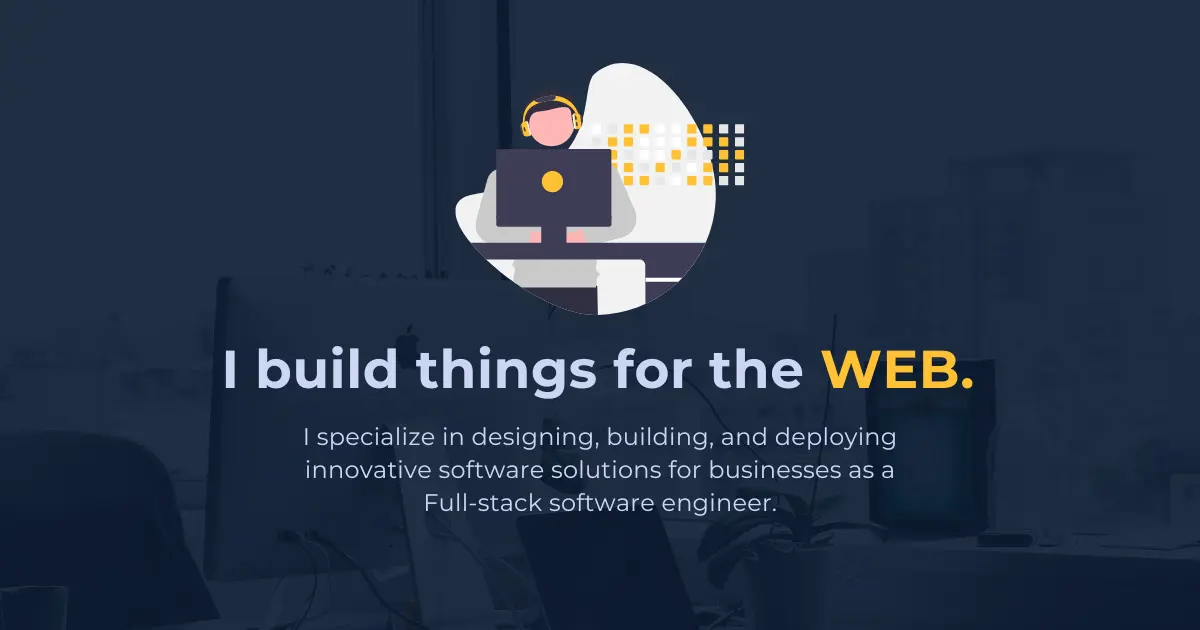 I build things for the WEB.
I specialize in designing, building, and deploying
innovative software solutions for businesses as a
Full-stack software engineer.